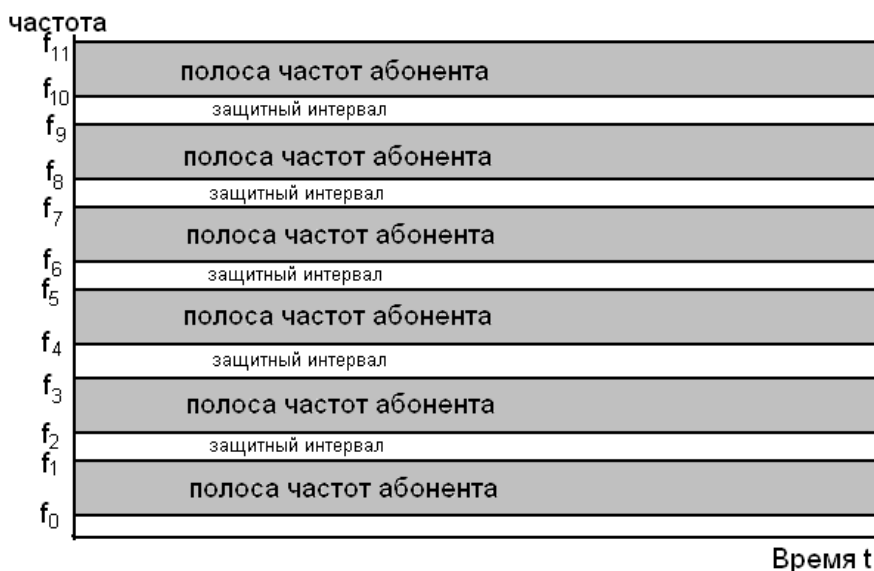 частота
f11
полоса частот абонента
f10
защитный интервал
f9
полоса частот абонента
f8
защитный интервал
f7
полоса частот абонента
f6
защитный интервал
f5
полоса частот абонента
f4
защитный интервал
f3
полоса частот абонента
f2
защитный интервал
f1
полоса частот абонента
f0
Время t